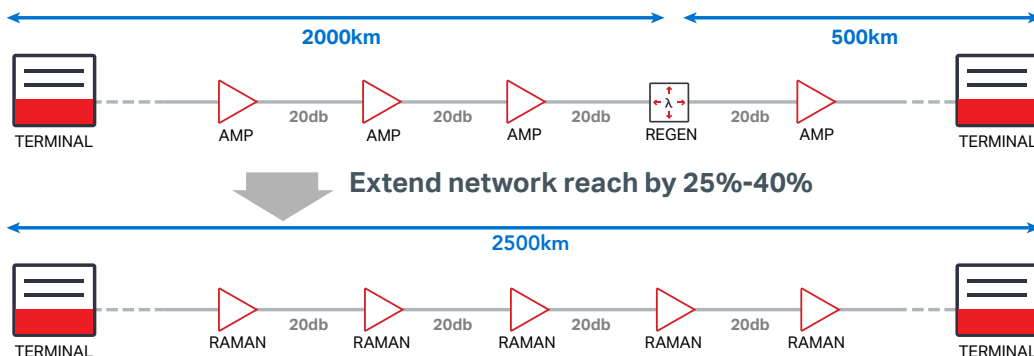 2000km 500km
20db 20db 20db 20db
TERMINAL AMP AMP AMP λ REGEN AMP TERMINAL
Extend network reach by 25%-40%
2500km
20db 20db 20db 20db
TERMINAL RAMAN RAMAN RAMAN RAMAN RAMAN TERMINAL